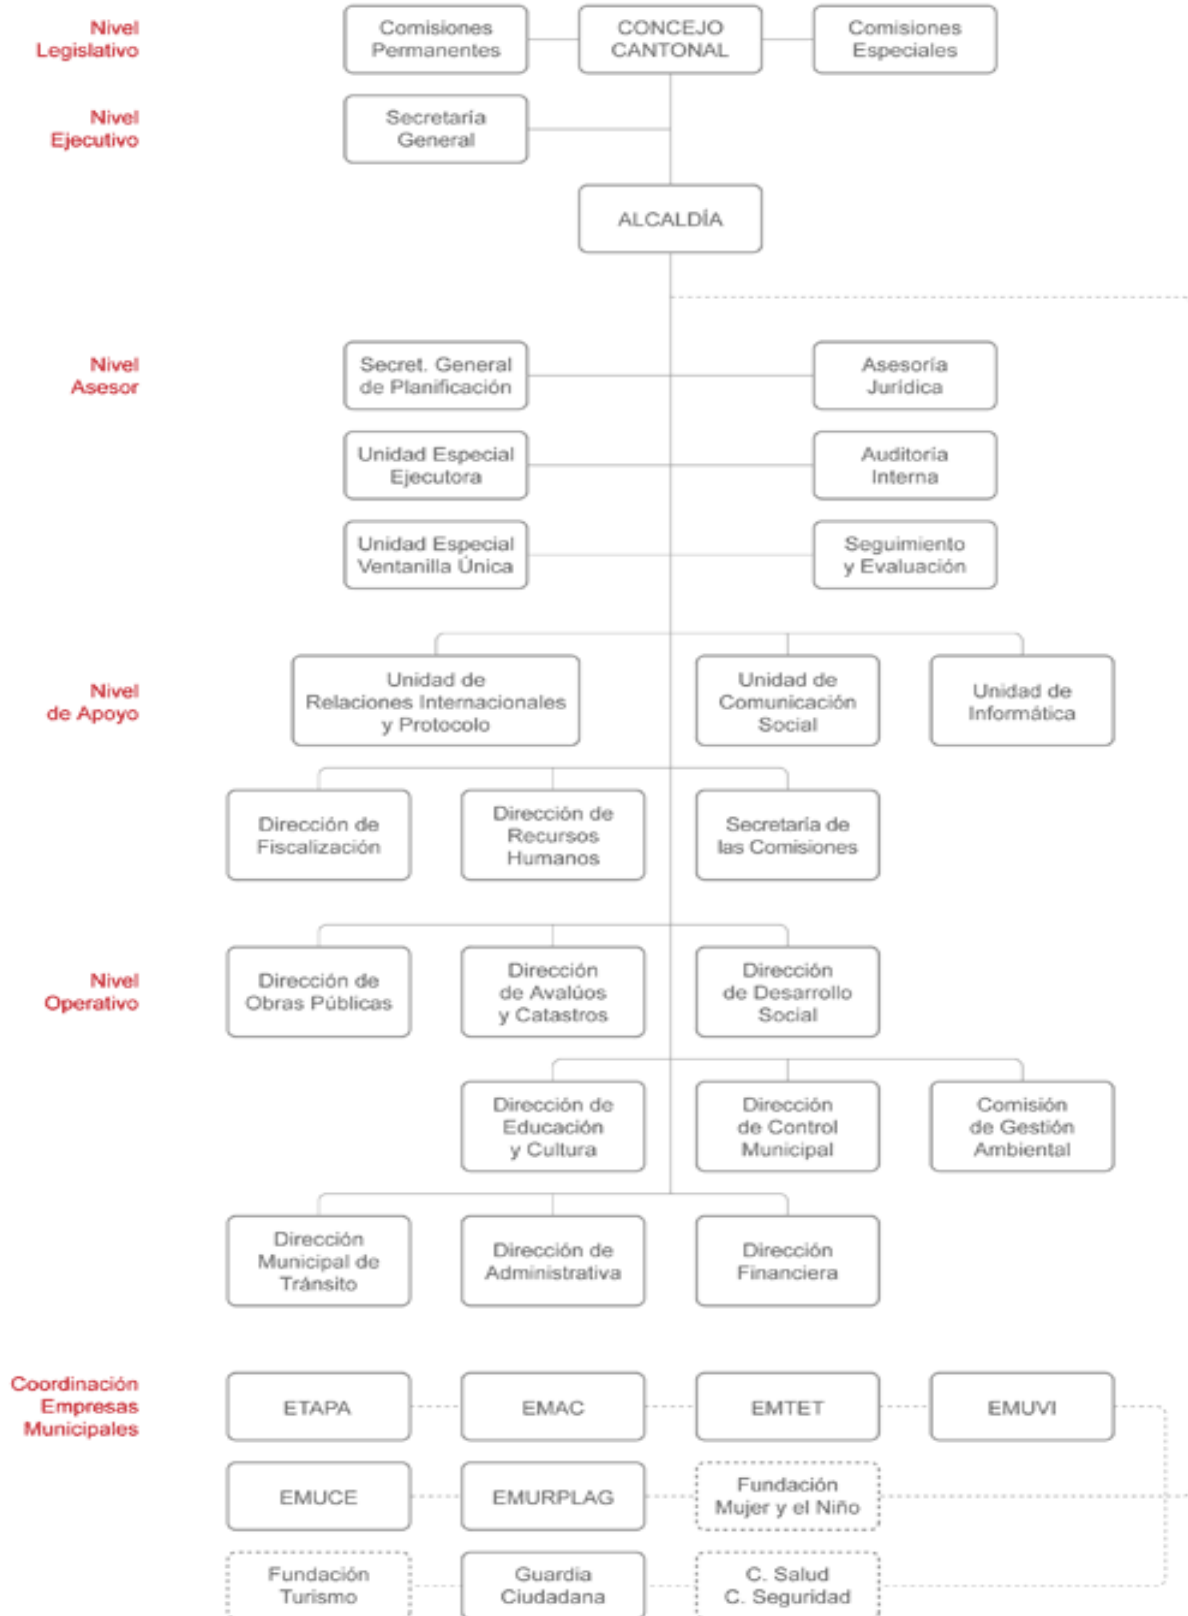 Nivel
Legislativo
Comisiones
Permanentes
CONCEJO
CANTONAL
Comisiones
Especiales
Nivel
Ejecutivo
Secretaría
General
ALCALDÍA
Nivel
Asesor
Secret. General
de Planificación
Asesoría
Jurídica
Unidad Especial
Ejecutora
Auditoría
Interna
Unidad Especial
Ventanilla Única
Seguimiento
y Evaluación
Nivel
de Apoyo
Unidad de
Relaciones Internacionales
y Protocolo
Unidad de
Comunicación
Social
Unidad de
Informática
Dirección de
Fiscalización
Dirección de
Recursos
Humanos
Secretaría de
las Comisiones
Nivel
Operativo
Dirección de
Obras Públicas
Dirección
de Avalúos
y Catastros
Dirección
de Desarrollo
Social
Dirección de
Educación
y Cultura
Dirección
de Control
Municipal
Comisión
de Gestión
Ambiental
Dirección
Municipal de
Tránsito
Dirección de
Administrativa
Dirección
Financiera
Coordinación
Empresas
Municipales
ETAPA
EMAC
EMTET
EMUVI
EMUCE
EMURPLAG
Fundación
Mujer y el Niño
Fundación
Turismo
Guardia
Ciudadana
C. Salud
C. Seguridad